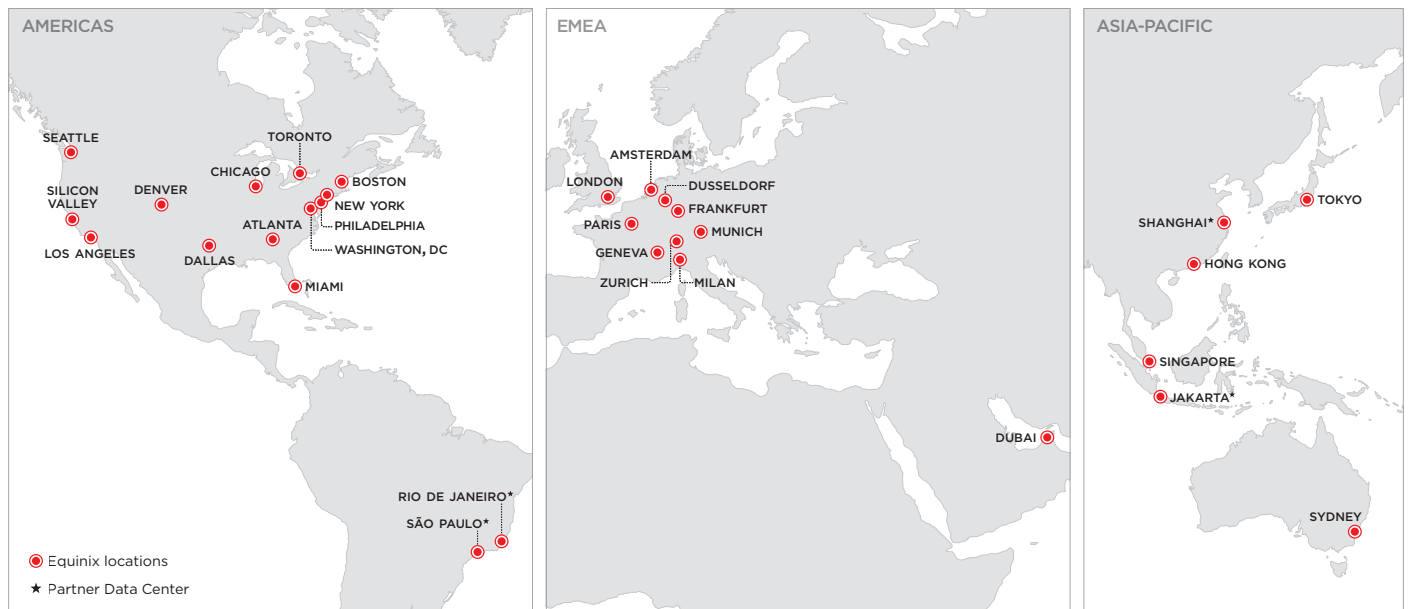 AMERICAS
SEATTLE
TORONTO
CHICAGO
BOSTON
SILICON
VALLEY
DENVER
NEW YORK
PHILADELPHIA
ATLANTA
WASHINGTON, DC
LOS ANGELES
DALLAS
MIAMI
RIO DE JANEIRO★
SÃO PAULO★
Equinix locations
★ Partner Data Center
EMEA
AMSTERDAM
LONDON
DUSSELDORF
FRANKFURT
PARIS
MUNICH
GENEVA
ZURICH
MILAN
DUBAI
ASIA-PACIFIC
TOKYO
SHANGHAI★
HONG KONG
SINGAPORE
JAKARTA★
SYDNEY